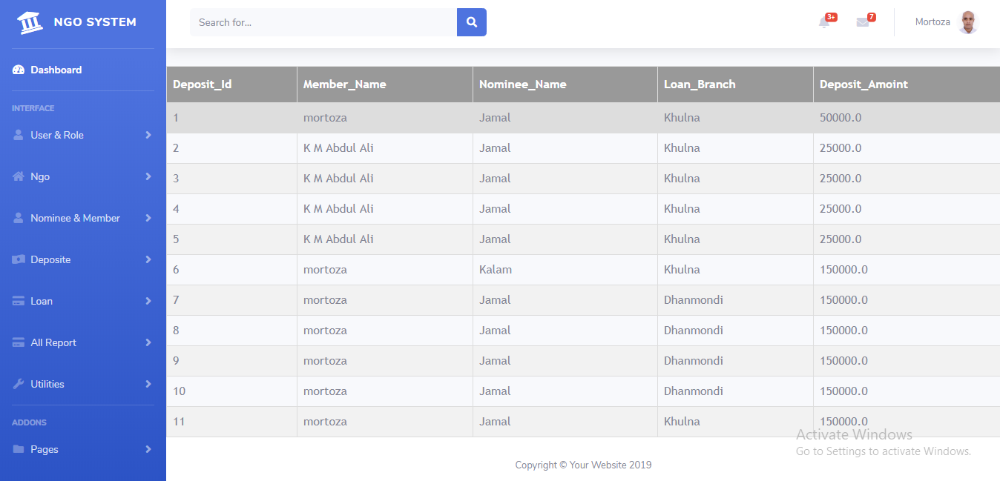 NGO SYSTEM
Search for...
3+
7
Mortoza
Dashboard
INTERFACE
User & Role
Ngo
Nominee & Member
Deposite
Loan
All Report
Utilities
ADDONS
Pages
Deposit_Id Member_Name Nominee_Name Loan_Branch Deposit_Amoint
1 mortoza Jamal Khulna 50000.0
2 K M Abdul Ali Jamal Khulna 25000.0
3 K M Abdul Ali Jamal Khulna 25000.0
4 K M Abdul Ali Jamal Khulna 25000.0
5 K M Abdul Ali Jamal Khulna 25000.0
6 mortoza Kalam Khulna 150000.0
7 mortoza Jamal Dhanmondi 150000.0
8 mortoza Jamal Dhanmondi 150000.0
9 mortoza Jamal Dhanmondi 150000.0
10 mortoza Jamal Dhanmondi 150000.0
11 mortoza Jamal Khulna 150000.0
Activate Windows
Go to Settings to activate Windows.
Copyright © Your Website 2019